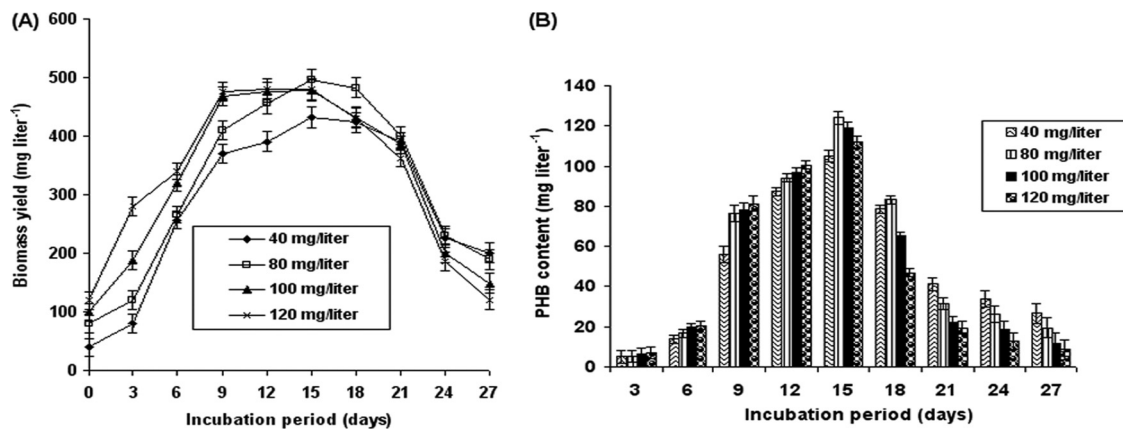 (A)
600
500
400
300
200
100
0
Biomass yield (mg liter⁻¹)
40 mg/liter
80 mg/liter
100 mg/liter
120 mg/liter
0 3 6 9 12 15 18 21 24 27
Incubation period (days)
(B)
140
120
100
80
60
40
20
0
PHB content (mg liter⁻¹)
40 mg/liter
80 mg/liter
100 mg/liter
120 mg/liter
3 6 9 12 15 18 21 24 27
Incubation period (days)